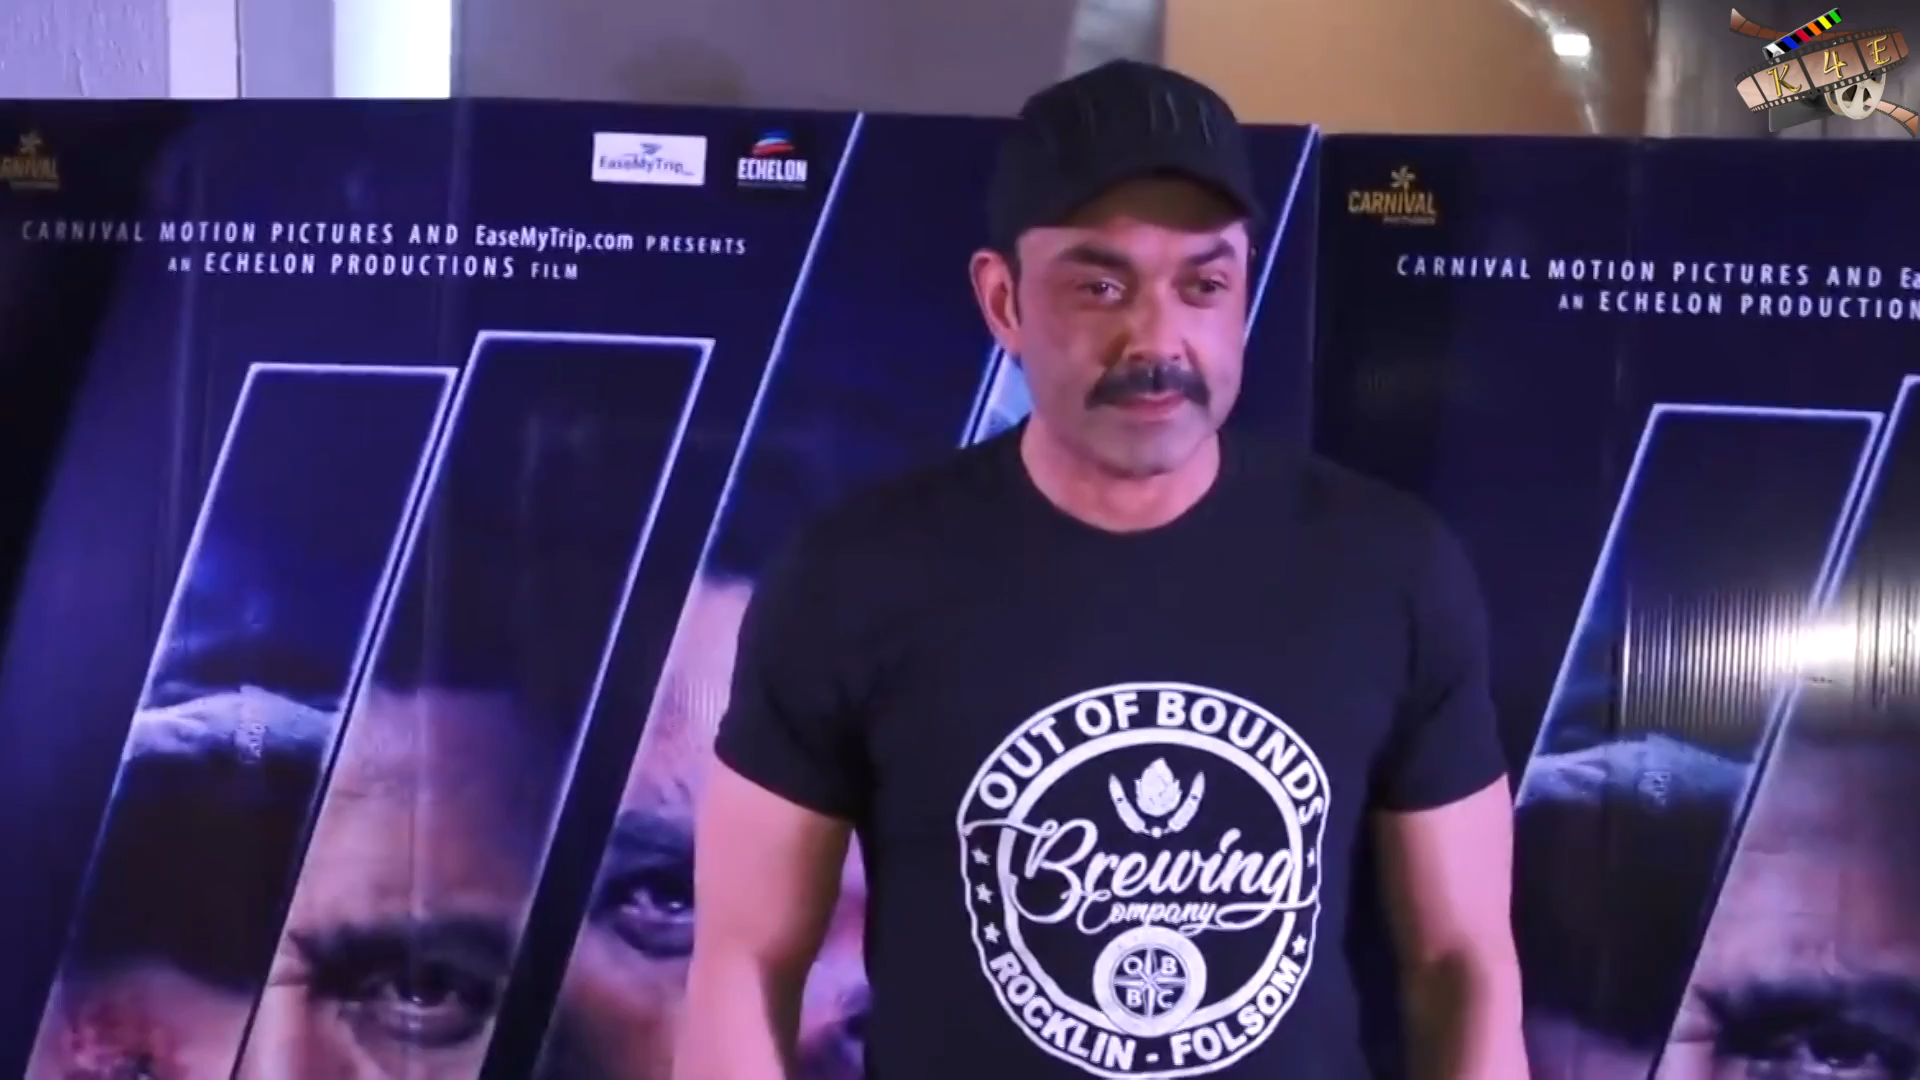 K 4 E
CARNIVAL
EaseMyTrip
ECHELON
CARNIVAL MOTION PICTURES AND EaseMyTrip.com PRESENTS
AN ECHELON PRODUCTIONS FILM
CARNIVAL
CARNIVAL MOTION PICTURES AND Ea
AN ECHELON PRODUCTION
OUT OF BOUNDS
Brewing
Company
O B
B C
ROCKLIN - FOLSOM